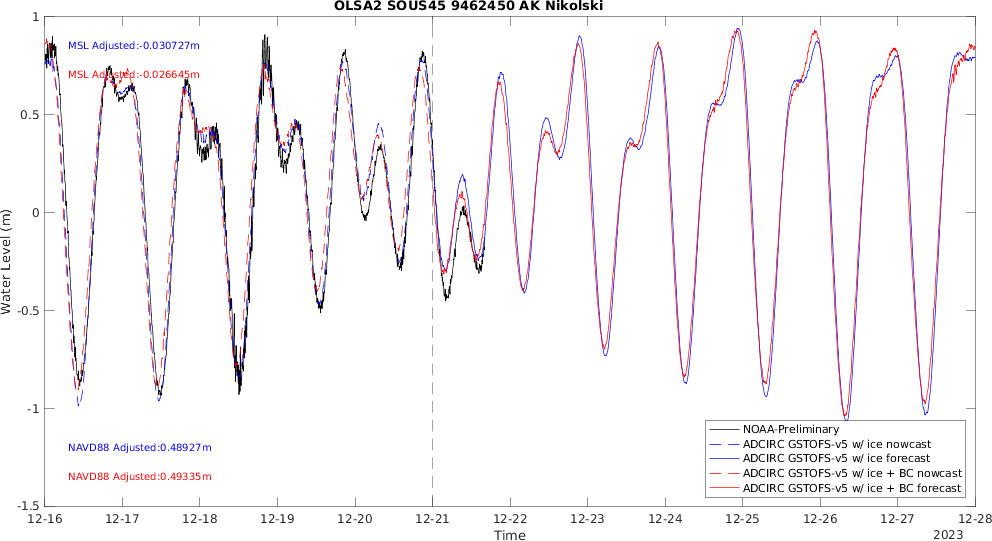 OLSA2 SOUS45 9462450 AK Nikolski
MSL Adjusted:-0.030727m
MSL Adjusted:-0.026645m
NAVD88 Adjusted:0.48927m
NAVD88 Adjusted:0.49335m
Water Level (m)
1
0.5
0
-0.5
-1
-1.5
NOAA-Preliminary
ADCIRC GSTOFS-v5 w/ ice nowcast
ADCIRC GSTOFS-v5 w/ ice forecast
ADCIRC GSTOFS-v5 w/ ice + BC nowcast
ADCIRC GSTOFS-v5 w/ ice + BC forecast
12-16 12-17 12-18 12-19 12-20 12-21 12-22 12-23 12-24 12-25 12-26 12-27 12-28
Time
2023